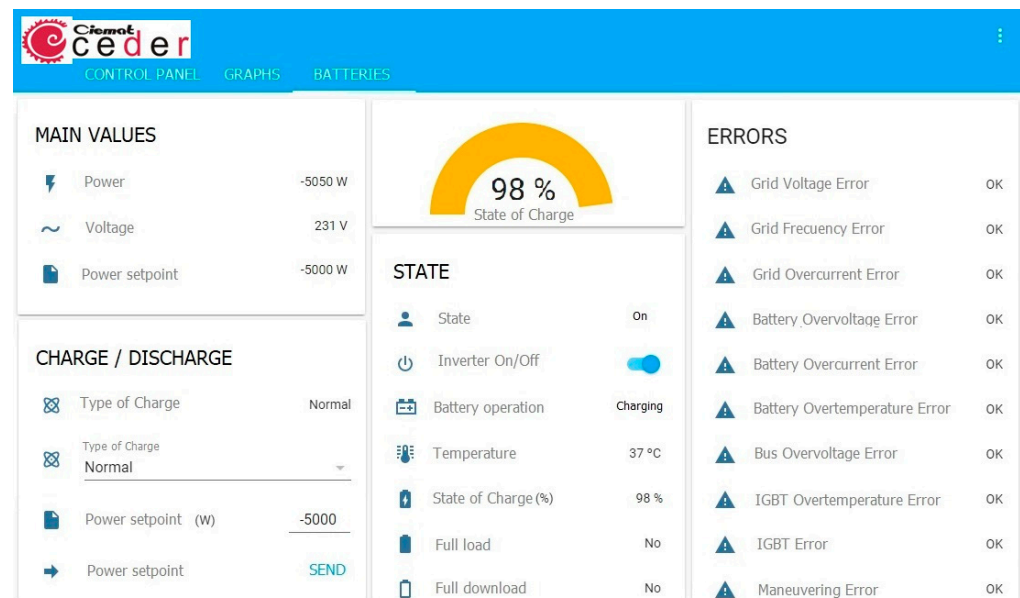 Ciemat
ceder
CONTROL PANEL GRAPHS BATTERIES
MAIN VALUES
Power -5050 W
Voltage 231 V
Power setpoint -5000 W
CHARGE / DISCHARGE
Type of Charge Normal
Type of Charge
Normal
Power setpoint (W) -5000
Power setpoint SEND
98 %
State of Charge
STATE
State On
Inverter On/Off
Battery operation Charging
Temperature 37 ºC
State of Charge (%) 98 %
Full load No
Full download No
ERRORS
Grid Voltage Error OK
Grid Frecuency Error OK
Grid Overcurrent Error OK
Battery Overvoltage Error OK
Battery Overcurrent Error OK
Battery Overtemperature Error OK
Bus Overvoltage Error OK
IGBT Overtemperature Error OK
IGBT Error OK
Maneuvering Error OK